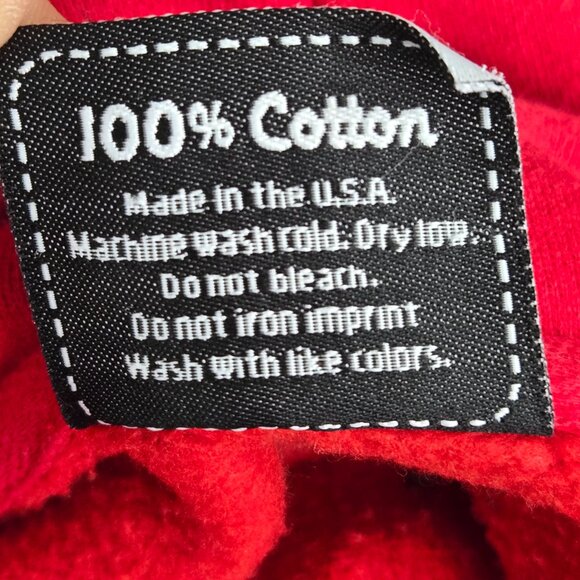 100% Cotton
Made in the U.S.A.
Machine wash cold. Dry low.
Do not bleach.
Do not iron imprint
Wash with like colors.